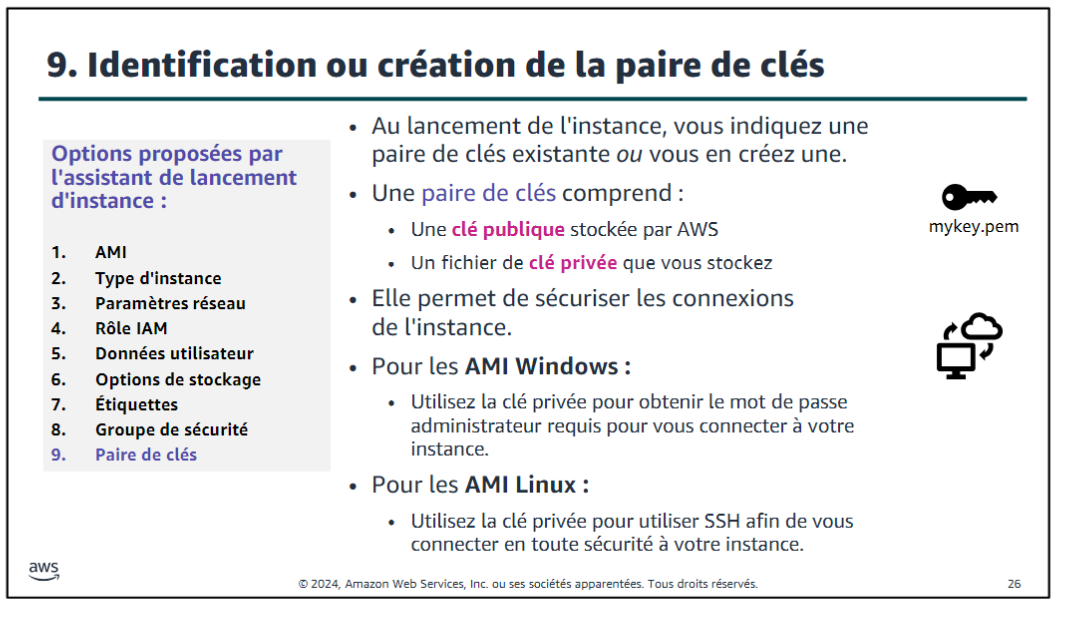 9. Identification ou création de la paire de clés
Options proposées par
l'assistant de lancement
d'instance :
1. AMI
2. Type d'instance
3. Paramètres réseau
4. Rôle IAM
5. Données utilisateur
6. Options de stockage
7. Étiquettes
8. Groupe de sécurité
9. Paire de clés
• Au lancement de l'instance, vous indiquez une
paire de clés existante ou vous en créez une.
• Une paire de clés comprend :
• Une clé publique stockée par AWS
• Un fichier de clé privée que vous stockez
• Elle permet de sécuriser les connexions
de l'instance.
• Pour les AMI Windows :
• Utilisez la clé privée pour obtenir le mot de passe
administrateur requis pour vous connecter à votre
instance.
• Pour les AMI Linux :
• Utilisez la clé privée pour utiliser SSH afin de vous
connecter en toute sécurité à votre instance.
mykey.pem
aws
© 2024, Amazon Web Services, Inc. ou ses sociétés apparentées. Tous droits réservés.
26